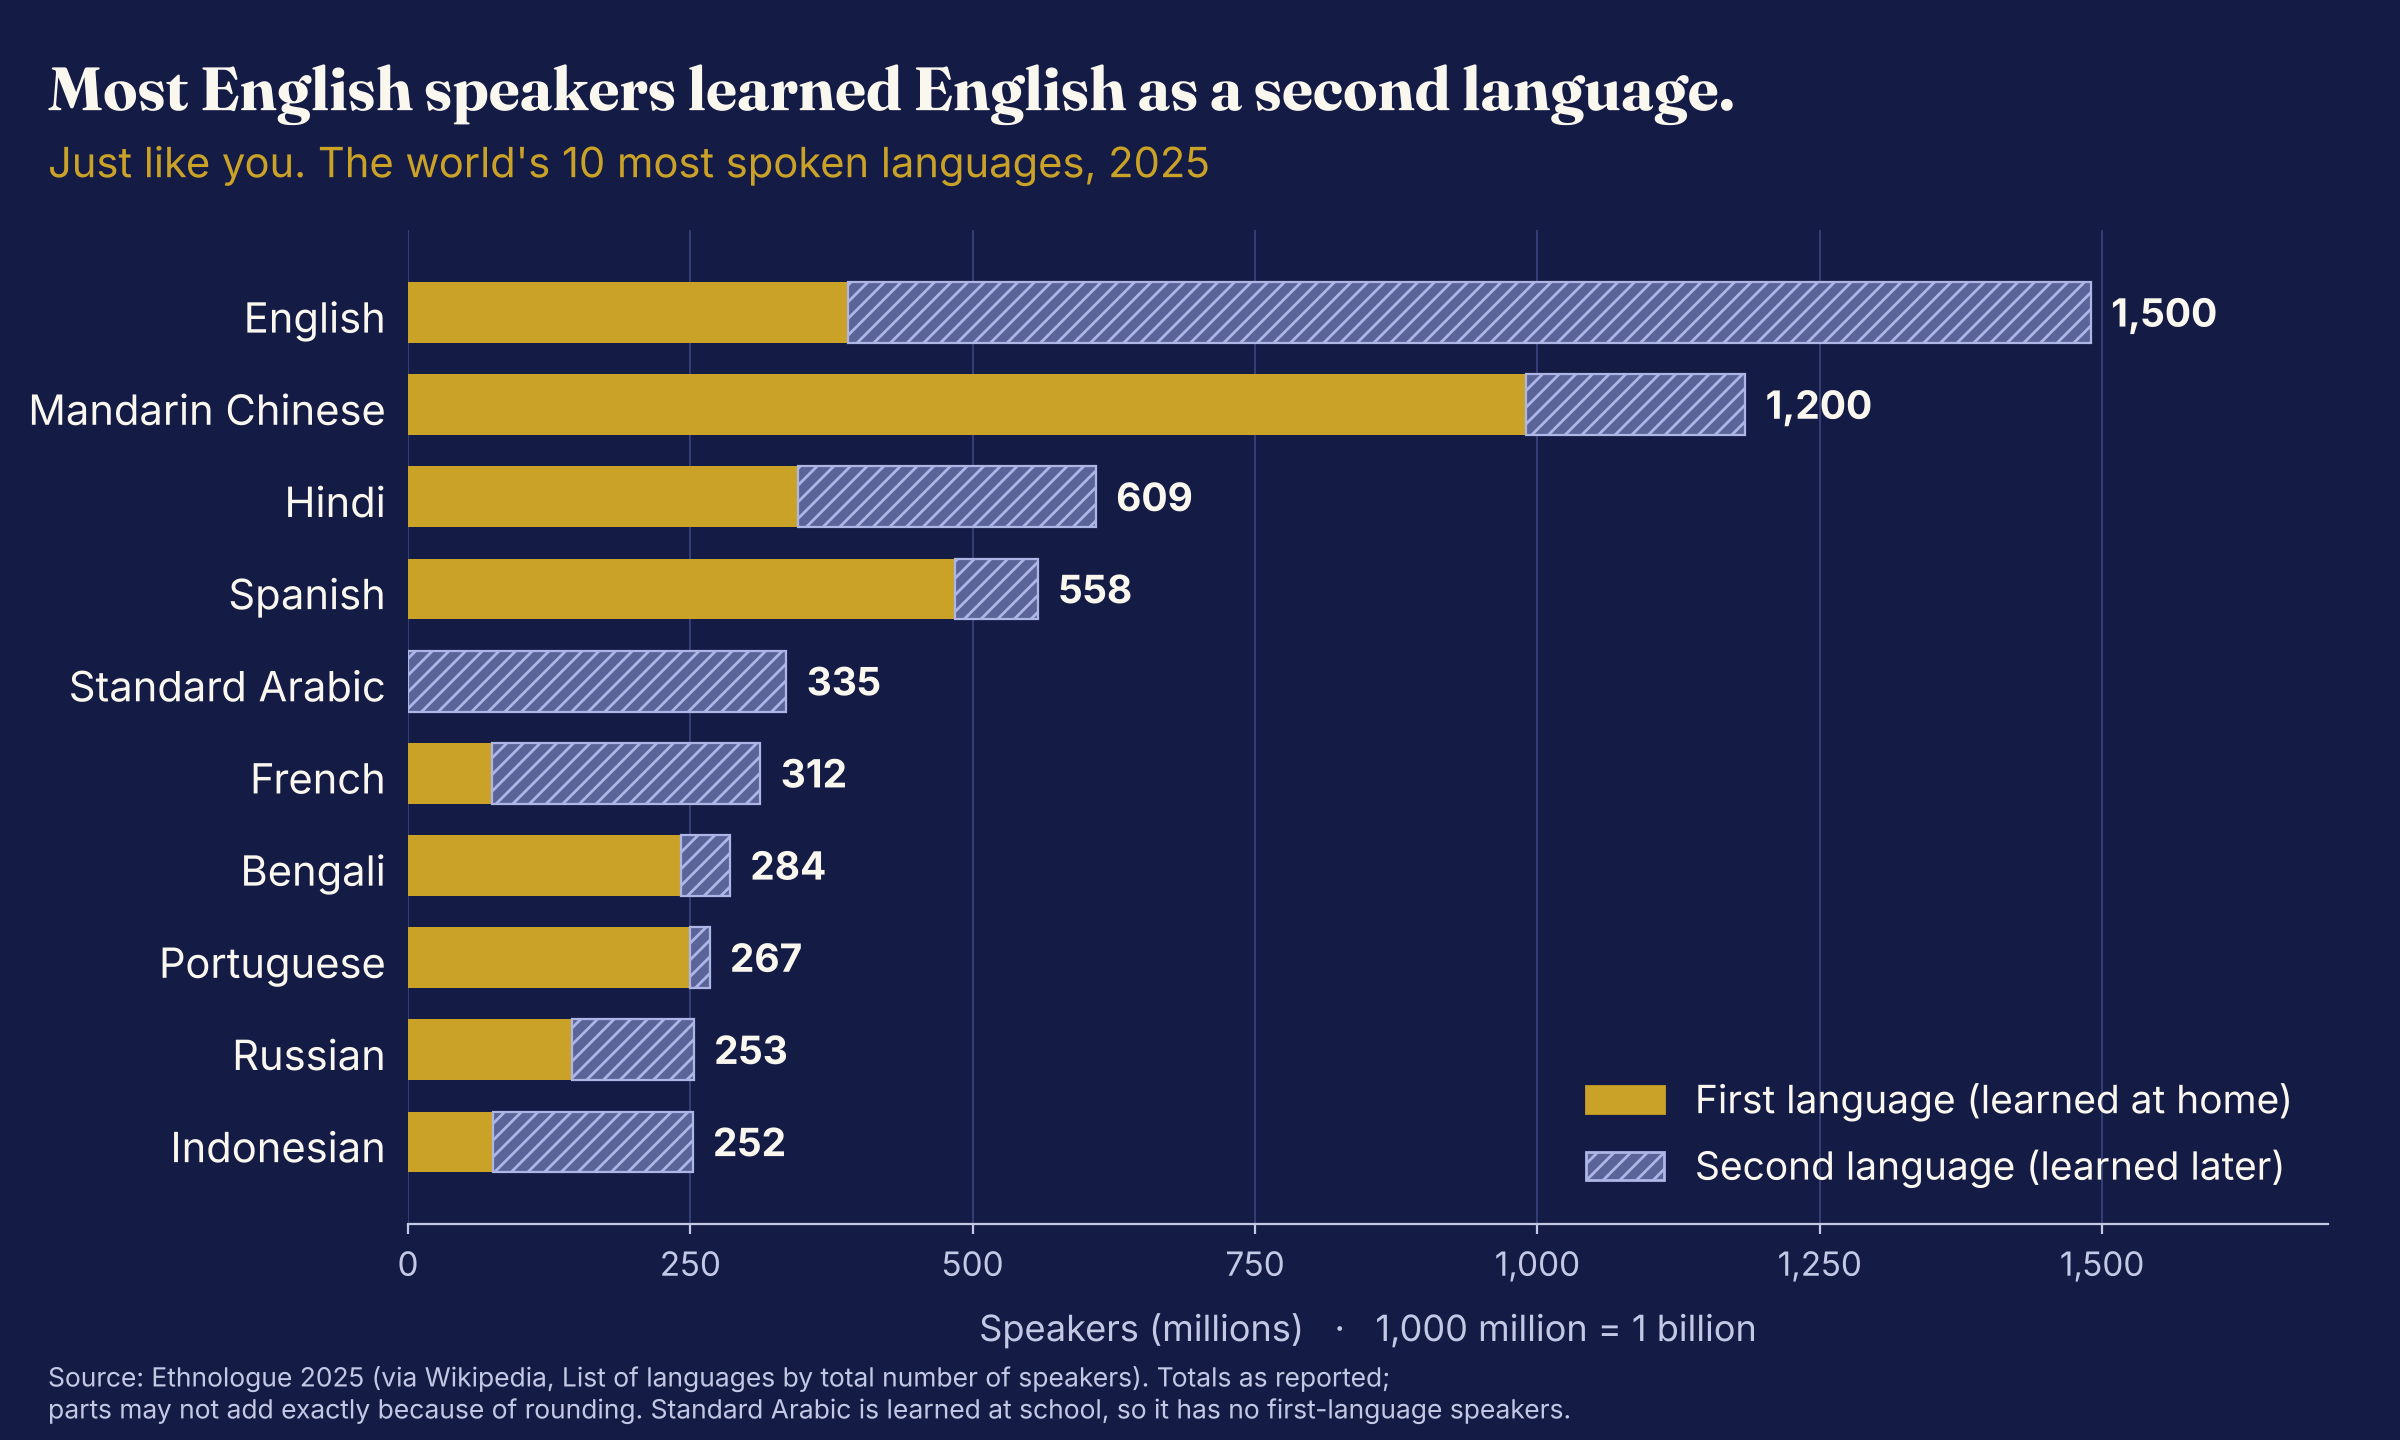 Most English speakers learned English as a second language.
Just like you. The world's 10 most spoken languages, 2025
English 1,500
Mandarin Chinese 1,200
Hindi 609
Spanish 558
Standard Arabic 335
French 312
Bengali 284
Portuguese 267
Russian 253
Indonesian 252
First language (learned at home)
Second language (learned later)
0 250 500 750 1,000 1,250 1,500
Speakers (millions) · 1,000 million = 1 billion
Source: Ethnologue 2025 (via Wikipedia, List of languages by total number of speakers). Totals as reported;
parts may not add exactly because of rounding. Standard Arabic is learned at school, so it has no first-language speakers.